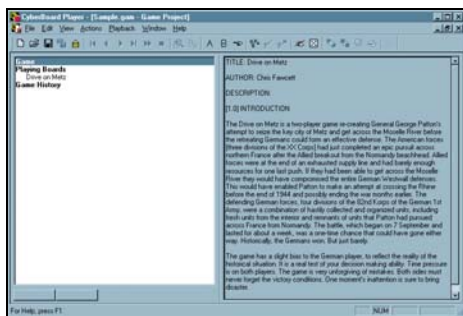 CyberBoard Player - [Sample.gam - Game Project]
File Edit View Actions Playback Window Help
Game
Playing Boards
Drive on Metz
Game History
TITLE: Drive on Metz
AUTHOR: Chris Fawcett
DESCRIPTION:
[1.0] INTRODUCTION
The Drive on Metz is a two-player game re-creating General George Patton's
attempt to seize the key city of Metz and get across the Moselle River before
the retreating Germans could form an effective defense. The American forces
(three divisions of the XX Corps) had just completed an epic pursuit across
northern France after the Allied breakout from the Normandy beachhead. Allied
forces were at the end of an exhausted supply line and had barely enough
resources for one last push. If they had been able to get across the Moselle
River they would have compromised the entire German Westwall defenses.
This would have enabled Patton to make an attempt at crossing the Rhine
before the end of 1944 and possibly ending the war months earlier. The
defending German forces, four divisions of the 82nd Korps of the German 1st
Army, were a combination of hastily collected and organized units, including
fresh units from the interior and remnants of units that Patton had pursued
across France from Normandy. The battle, which began on 7 September and
lasted for about a week, was a one-time chance that could have gone either
way. Historically, the Germans won. But just barely.
The game has a slight bias to the German player, to reflect the reality of the
historical situation. It is a real test of your decision making ability. Time pressure
is on both players. The game is very unforgiving of mistakes. Both sides must
never forget the victory conditions. One moment's inattention is sure to bring
disaster.
For Help, press F1
NUM